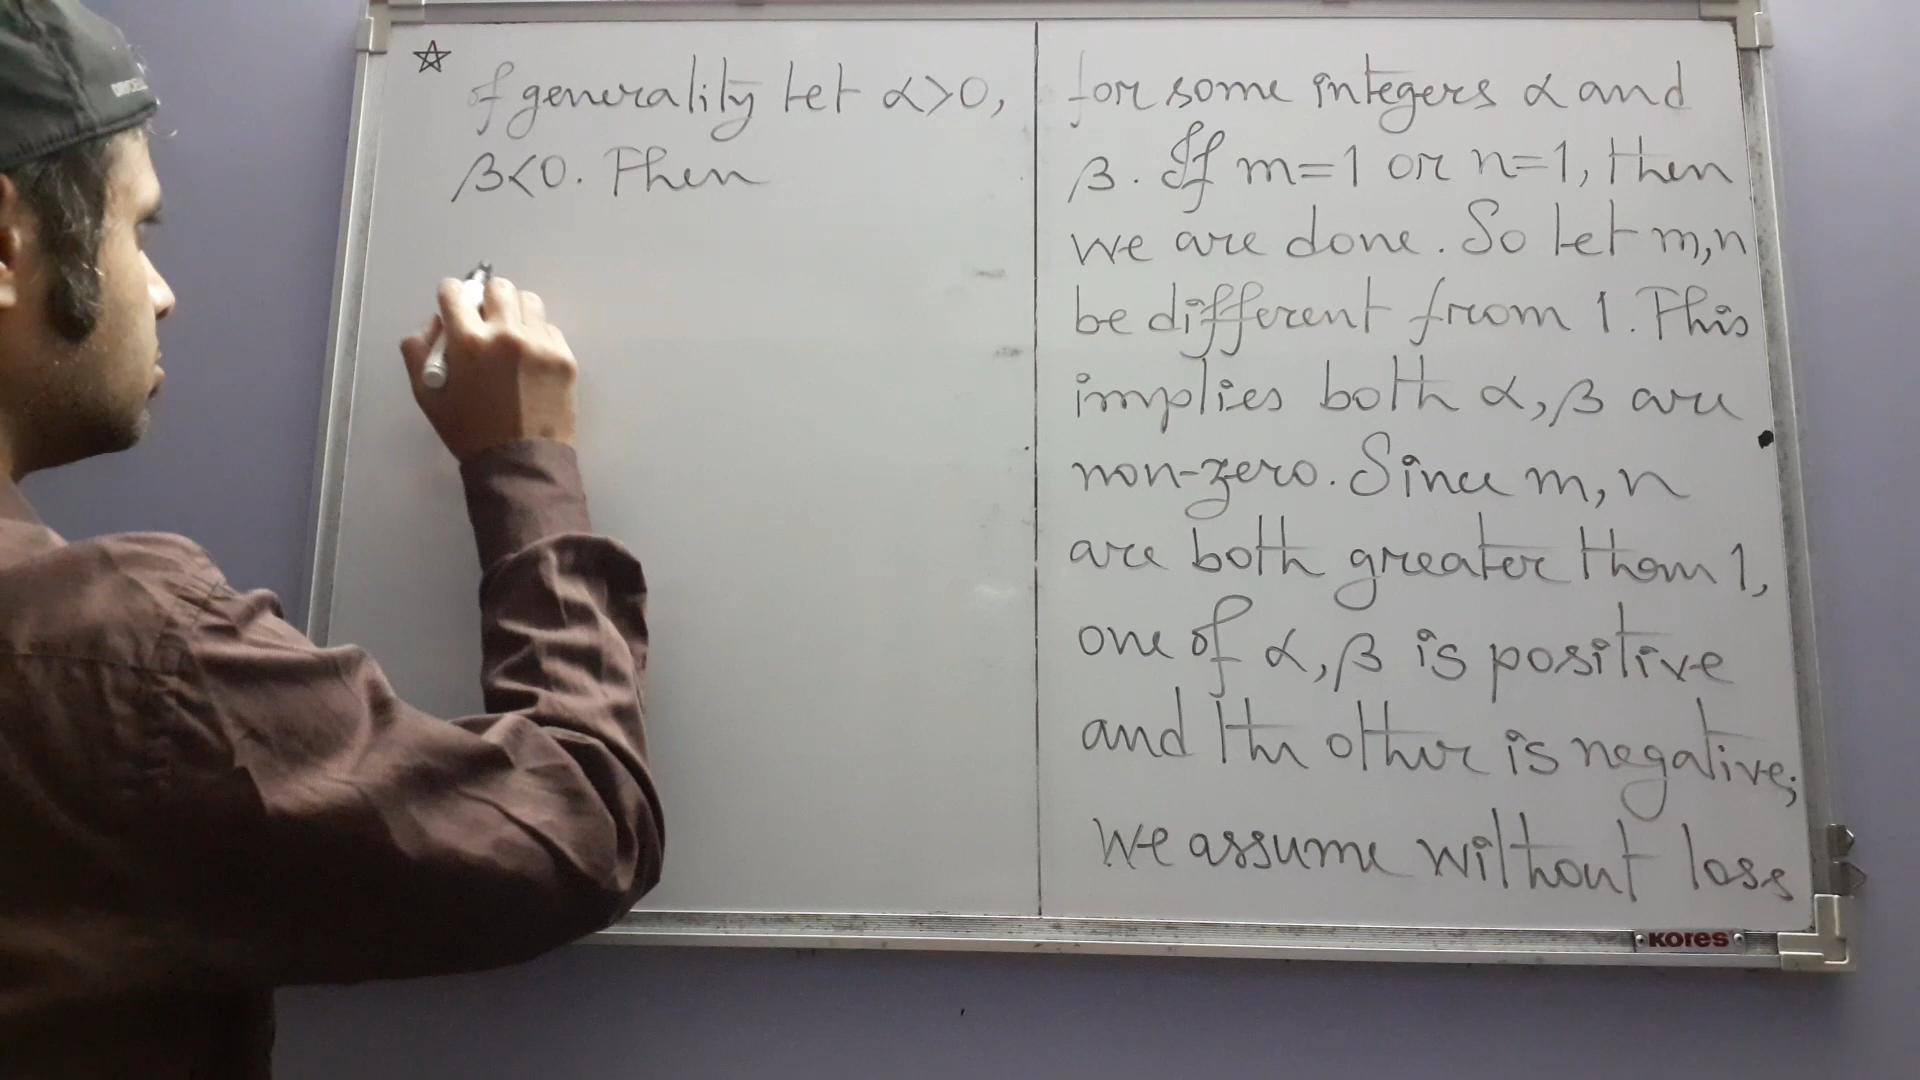 of generality let α>0,
β<0. Then
for some integers α and
β. If m=1 or n=1, then
we are done. So let m,n
be different from 1. This
implies both α,β are
non-zero. Since m, n
are both greater than 1,
one of α,β is positive
and the other is negative;
we assume without loss
KORES